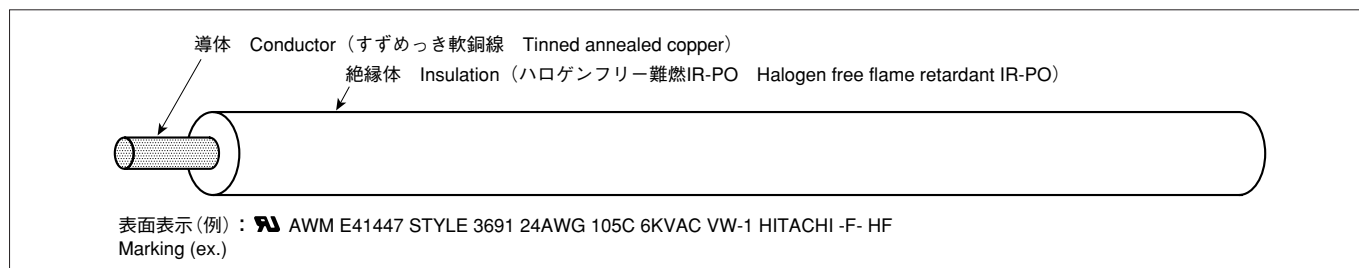 導体　Conductor（すずめっき軟銅線　Tinned annealed copper）
絶縁体　Insulation（ハロゲンフリー難燃IR-PO　Halogen free flame retardant IR-PO）
表面表示（例）：RU AWM E41447 STYLE 3691 24AWG 105C 6KVAC VW-1 HITACHI -F- HF
Marking (ex.)